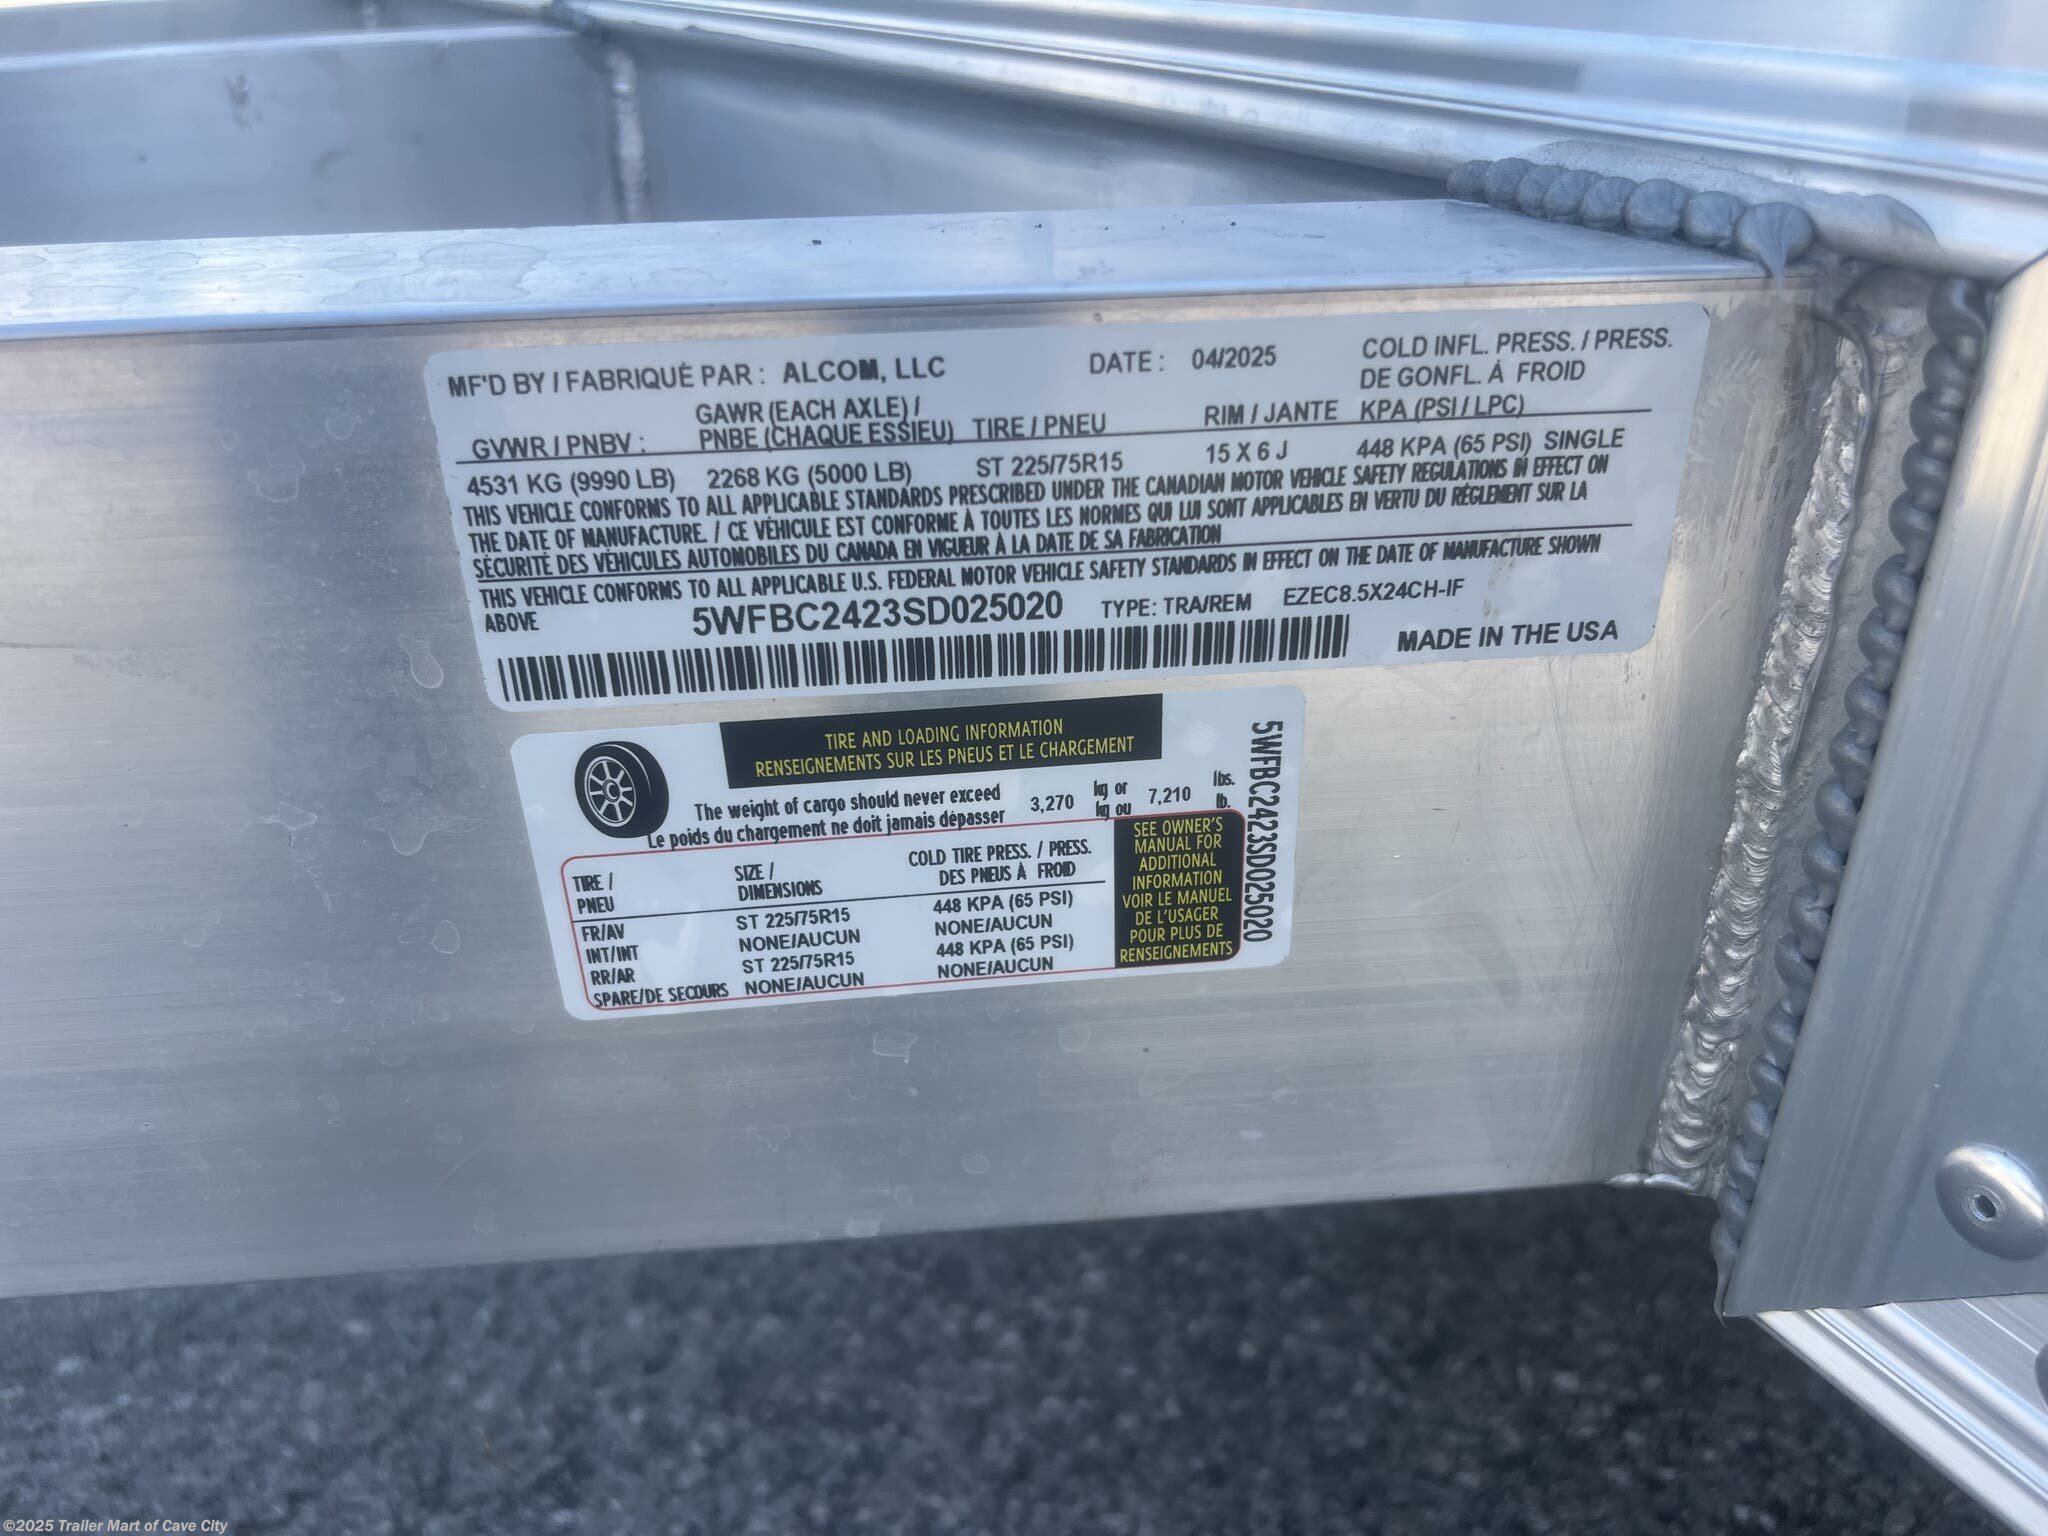 MF'D BY / FABRIQUÉ PAR : ALCOM, LLC DATE : 04/2025 COLD INFL. PRESS. / PRESS.
DE GONFL. À FROID
GVWR / PNBV : GAWR (EACH AXLE) / TIRE / PNEU RIM / JANTE KPA (PSI / LPC)
PNBE (CHAQUE ESSIEU)
4531 KG (9990 LB) 2268 KG (5000 LB) ST 225/75R15 15 X 6 J 448 KPA (65 PSI) SINGLE
THIS VEHICLE CONFORMS TO ALL APPLICABLE STANDARDS PRESCRIBED UNDER THE CANADIAN MOTOR VEHICLE SAFETY REGULATIONS IN EFFECT ON
THE DATE OF MANUFACTURE. / CE VÉHICULE EST CONFORME À TOUTES LES NORMES QUI LUI SONT APPLICABLES EN VERTU DU RÈGLEMENT SUR LA
SÉCURITÉ DES VÉHICULES AUTOMOBILES DU CANADA EN VIGUEUR À LA DATE DE SA FABRICATION
THIS VEHICLE CONFORMS TO ALL APPLICABLE U.S. FEDERAL MOTOR VEHICLE SAFETY STANDARDS IN EFFECT ON THE DATE OF MANUFACTURE SHOWN
ABOVE 5WFBC2423SD025020 TYPE: TRA/REM EZEC8.5X24CH-IF
MADE IN THE USA
TIRE AND LOADING INFORMATION
RENSEIGNEMENTS SUR LES PNEUS ET LE CHARGEMENT
The weight of cargo should never exceed 3,270 kg or 7,210 lbs.
Le poids du chargement ne doit jamais dépasser kg ou lb.
TIRE / SIZE / COLD TIRE PRESS. / PRESS.
PNEU DIMENSIONS DES PNEUS À FROID
FR/AV ST 225/75R15 448 KPA (65 PSI)
INT/INT NONE/AUCUN NONE/AUCUN
RR/AR ST 225/75R15 448 KPA (65 PSI)
SPARE/DE SECOURS NONE/AUCUN NONE/AUCUN
SEE OWNER'S
MANUAL FOR
ADDITIONAL
INFORMATION
VOIR LE MANUEL
DE L'USAGER
POUR PLUS DE
RENSEIGNEMENTS
5WFBC2423SD025020
©2025 Trailer Mart of Cave City